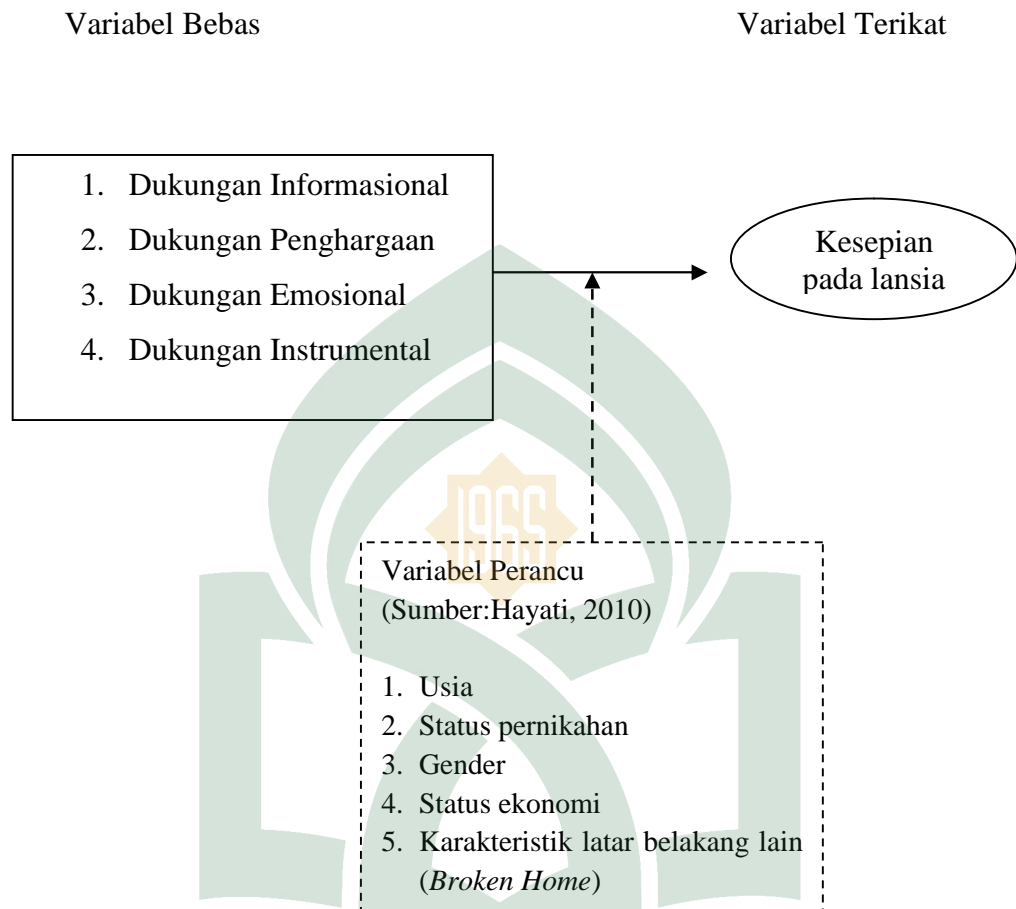 Variabel Bebas
Variabel Terikat
1. Dukungan Informasional
2. Dukungan Penghargaan
3. Dukungan Emosional
4. Dukungan Instrumental
Kesepian
pada lansia
1965
Variabel Perancu
(Sumber:Hayati, 2010)
1. Usia
2. Status pernikahan
3. Gender
4. Status ekonomi
5. Karakteristik latar belakang lain
(Broken Home)